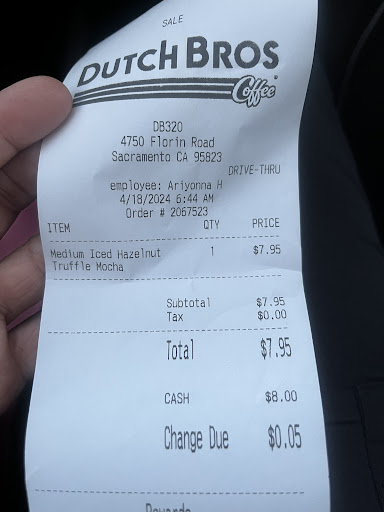 SALE
DUTCH BROS
Coffee
DB320
4750 Florin Road
Sacramento CA 95823
DRIVE-THRU
employee: Ariyonna H
4/18/2024 6:44 AM
Order # 2067523
ITEM QTY PRICE
Medium Iced Hazelnut 1 $7.95
Truffle Mocha
Subtotal $7.95
Tax $0.00
Total $7.95
CASH $8.00
Change Due $0.05
Rewards